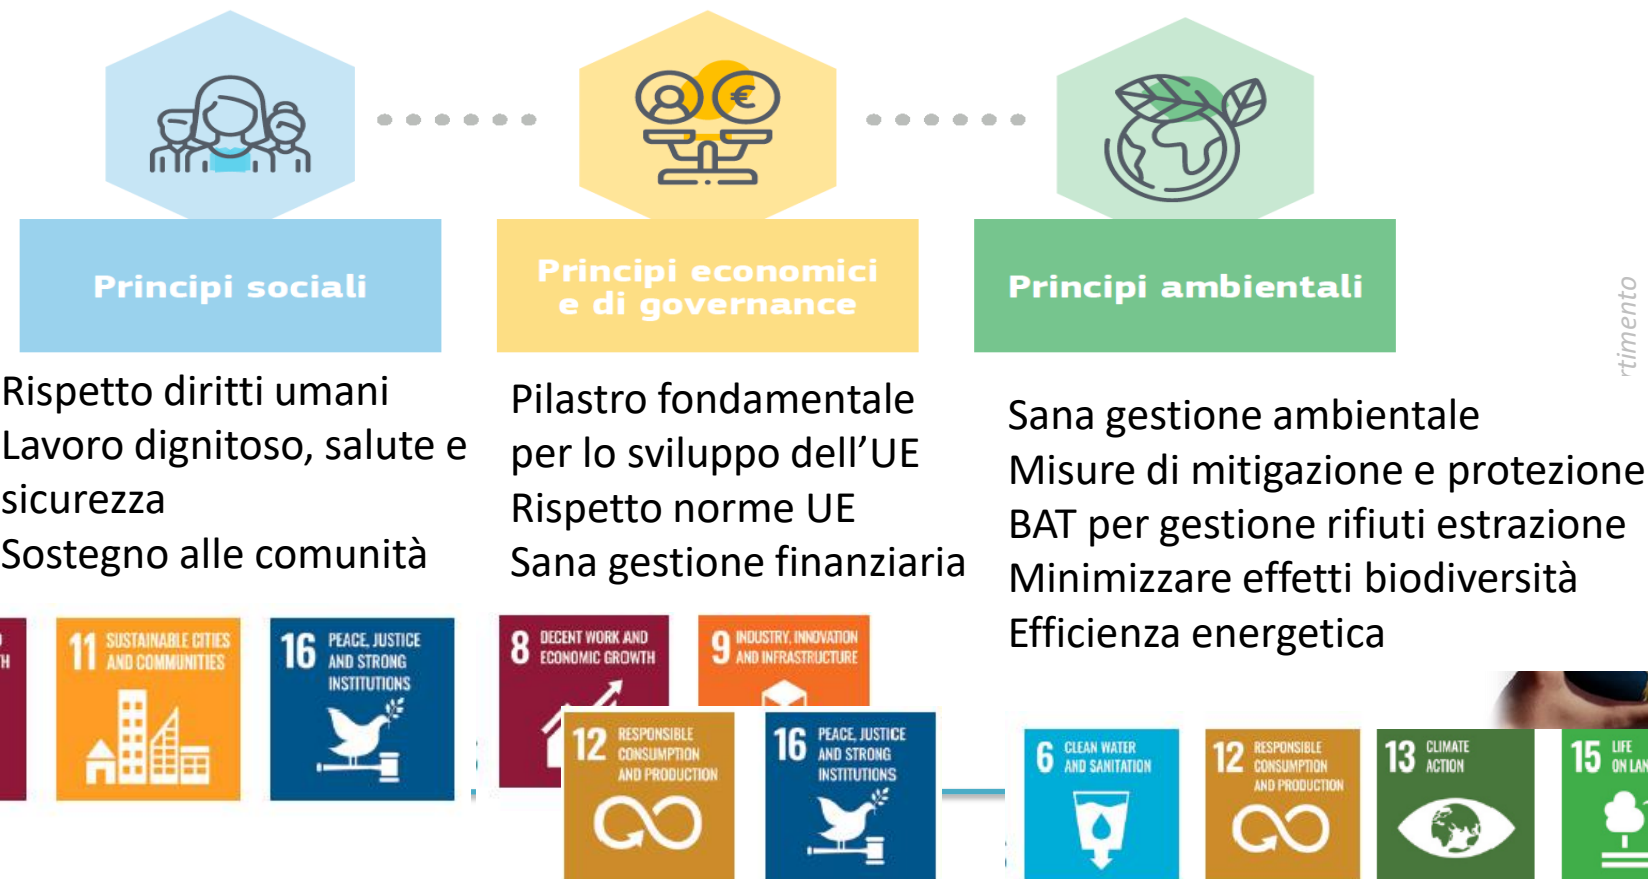 Principi sociali
Rispetto diritti umani
Lavoro dignitoso, salute e
sicurezza
Sostegno alle comunità
11 SUSTAINABLE CITIES
AND COMMUNITIES
16 PEACE, JUSTICE
AND STRONG
INSTITUTIONS
Principi economici
e di governance
Pilastro fondamentale
per lo sviluppo dell’UE
Rispetto norme UE
Sana gestione finanziaria
8 DECENT WORK AND
ECONOMIC GROWTH
9 INDUSTRY, INNOVATION
AND INFRASTRUCTURE
12 RESPONSIBLE
CONSUMPTION
AND PRODUCTION
16 PEACE, JUSTICE
AND STRONG
INSTITUTIONS
Principi ambientali
Sana gestione ambientale
Misure di mitigazione e protezione
BAT per gestione rifiuti estrazione
Minimizzare effetti biodiversità
Efficienza energetica
6 CLEAN WATER
AND SANITATION
12 RESPONSIBLE
CONSUMPTION
AND PRODUCTION
13 CLIMATE
ACTION
15 LIFE
ON LAN
rtimento